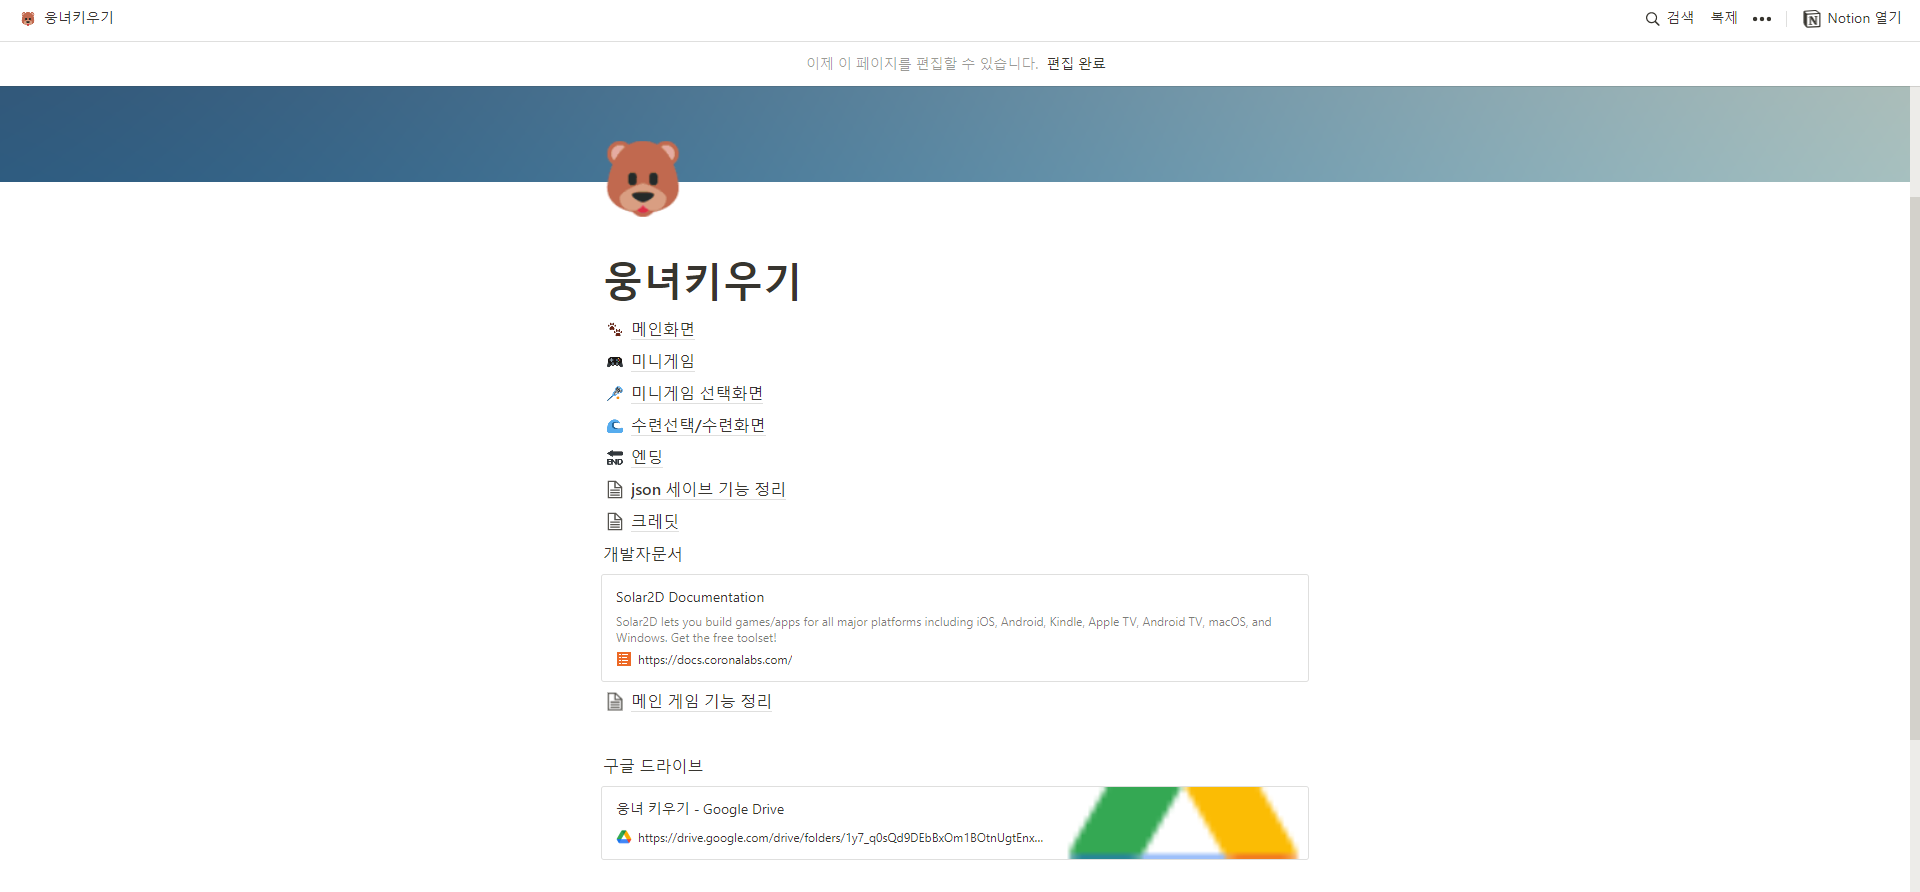 웅녀키우기
검색
복제
Notion 열기
이제 이 페이지를 편집할 수 있습니다. 편집 완료
웅녀키우기
메인화면
미니게임
미니게임 선택화면
수련선택/수련화면
END
엔딩
json 세이브 기능 정리
크레딧
개발자문서
Solar2D Documentation
Solar2D lets you build games/apps for all major platforms including iOS, Android, Kindle, Apple TV, Android TV, macOS, and
Windows. Get the free toolset!
https://docs.coronalabs.com/
메인 게임 기능 정리
구글 드라이브
웅녀 키우기 - Google Drive
https://drive.google.com/drive/folders/1y7_q0sQd9DEbBxOm1BOtnUgtEnx...